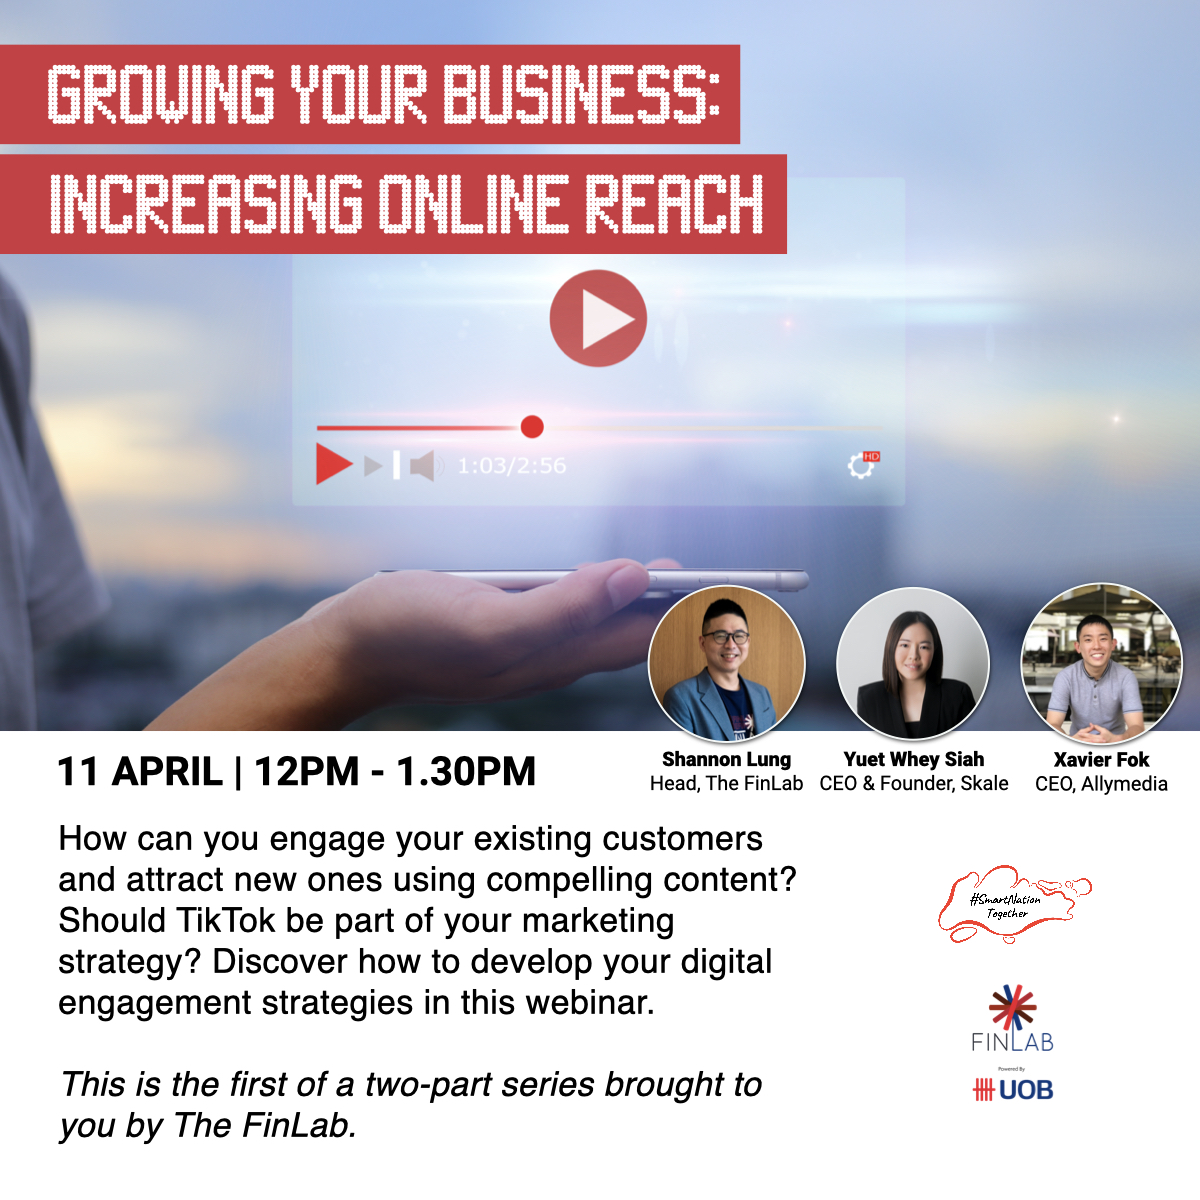 GROWING YOUR BUSINESS:
INCREASING ONLINE REACH
HD
1:03/2:56
Shannon Lung
Head, The FinLab
Yuet Whey Siah
CEO & Founder, Skale
Xavier Fok
CEO, Allymedia
11 APRIL | 12PM - 1.30PM
How can you engage your existing customers
and attract new ones using compelling content?
Should TikTok be part of your marketing
strategy? Discover how to develop your digital
engagement strategies in this webinar.
This is the first of a two-part series brought to
you by The FinLab.
#SmartNation
Together
FINLAB
Powered By
UOB